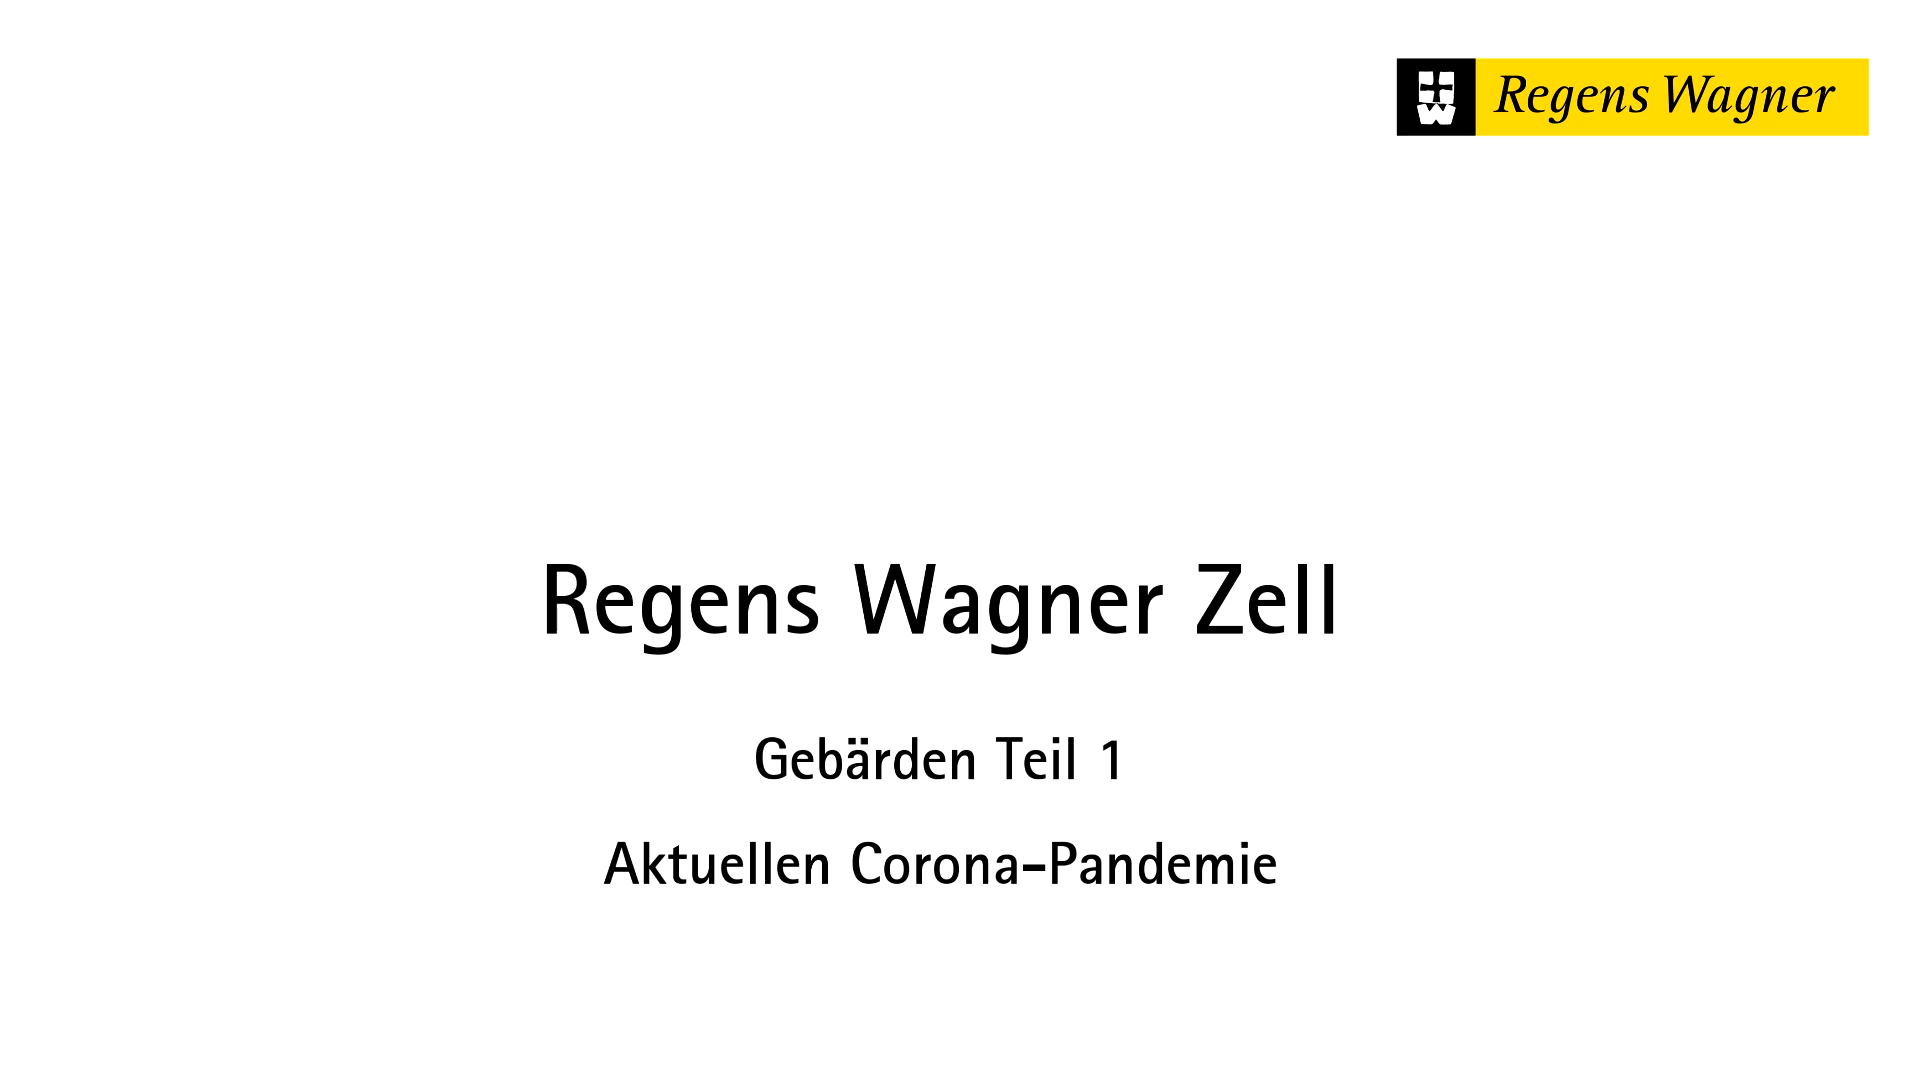 Regens Wagner
Regens Wagner Zell
Gebärden Teil 1
Aktuellen Corona-Pandemie